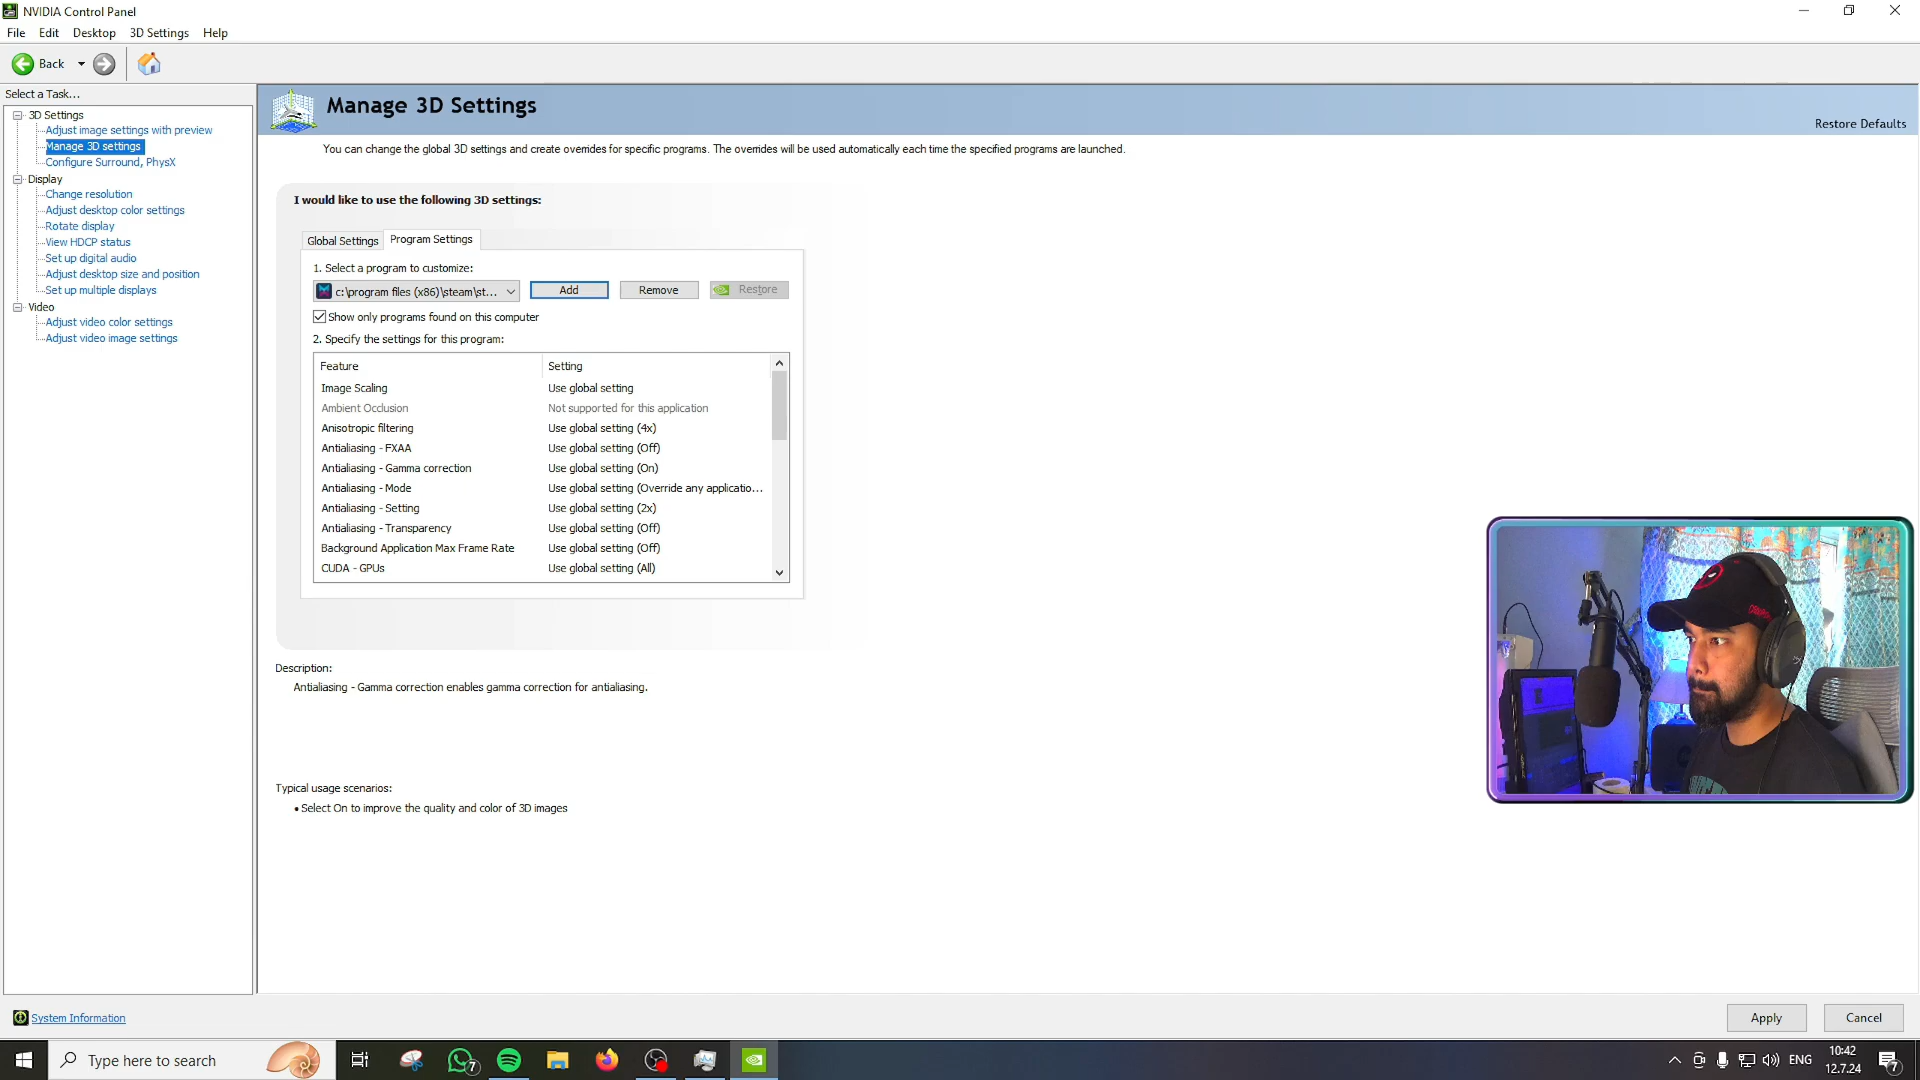 NVIDIA Control Panel
File Edit Desktop 3D Settings Help
Back
Select a Task...
3D Settings
Adjust image settings with preview
Manage 3D settings
Configure Surround, PhysX
Display
Change resolution
Adjust desktop color settings
Rotate display
View HDCP status
Set up digital audio
Adjust desktop size and position
Set up multiple displays
Video
Adjust video color settings
Adjust video image settings
System Information
Manage 3D Settings
Restore Defaults
You can change the global 3D settings and create overrides for specific programs. The overrides will be used automatically each time the specified programs are launched.
I would like to use the following 3D settings:
Global Settings Program Settings
1. Select a program to customize:
c:\program files (x86)\steam\st... Add Remove Restore
Show only programs found on this computer
2. Specify the settings for this program:
Feature Setting
Image Scaling Use global setting
Ambient Occlusion Not supported for this application
Anisotropic filtering Use global setting (4x)
Antialiasing - FXAA Use global setting (Off)
Antialiasing - Gamma correction Use global setting (On)
Antialiasing - Mode Use global setting (Override any applicatio...
Antialiasing - Setting Use global setting (2x)
Antialiasing - Transparency Use global setting (Off)
Background Application Max Frame Rate Use global setting (Off)
CUDA - GPUs Use global setting (All)
Description:
Antialiasing - Gamma correction enables gamma correction for antialiasing.
Typical usage scenarios:
• Select On to improve the quality and color of 3D images
Apply Cancel
Type here to search
7
ENG
10:42
12.7.24
7